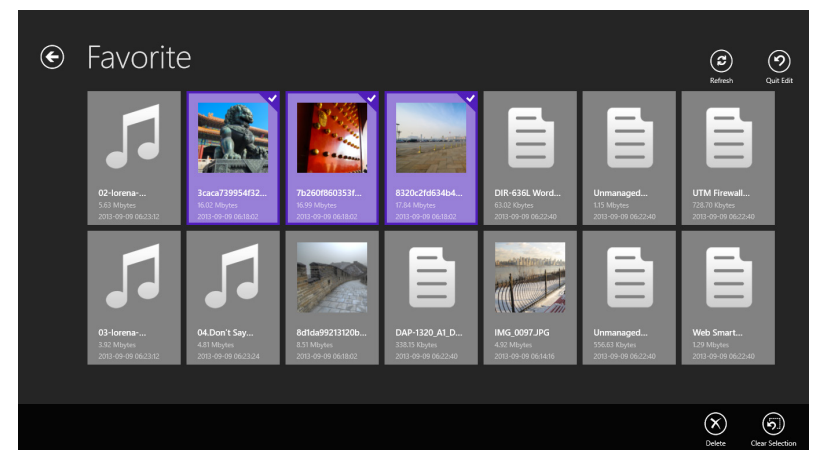 Favorite
Refresh
Quit Edit
02-lorena-...
5.63 Mbytes
2013-09-09 06:23:12
3caca739954f32...
16.02 Mbytes
2013-09-09 06:18:02
7b260f860353f...
16.99 Mbytes
2013-09-09 06:18:02
8320c2fd634b4...
17.84 Mbytes
2013-09-09 06:18:02
DIR-636L Word...
63.02 Kbytes
2013-09-09 06:22:40
Unmanaged...
1.15 Mbytes
2013-09-09 06:22:40
UTM Firewall...
728.70 Kbytes
2013-09-09 06:22:40
03-lorena-...
3.92 Mbytes
2013-09-09 06:23:12
04.Don't Say...
4.81 Mbytes
2013-09-09 06:23:24
8d1da99213120b...
8.51 Mbytes
2013-09-09 06:18:02
DAP-1320_A1_D...
338.15 Kbytes
2013-09-09 06:22:40
IMG_0097.JPG
4.92 Mbytes
2013-09-09 06:14:16
Unmanaged...
556.63 Kbytes
2013-09-09 06:22:40
Web Smart...
1.29 Mbytes
2013-09-09 06:22:40
Delete
Clear Selection